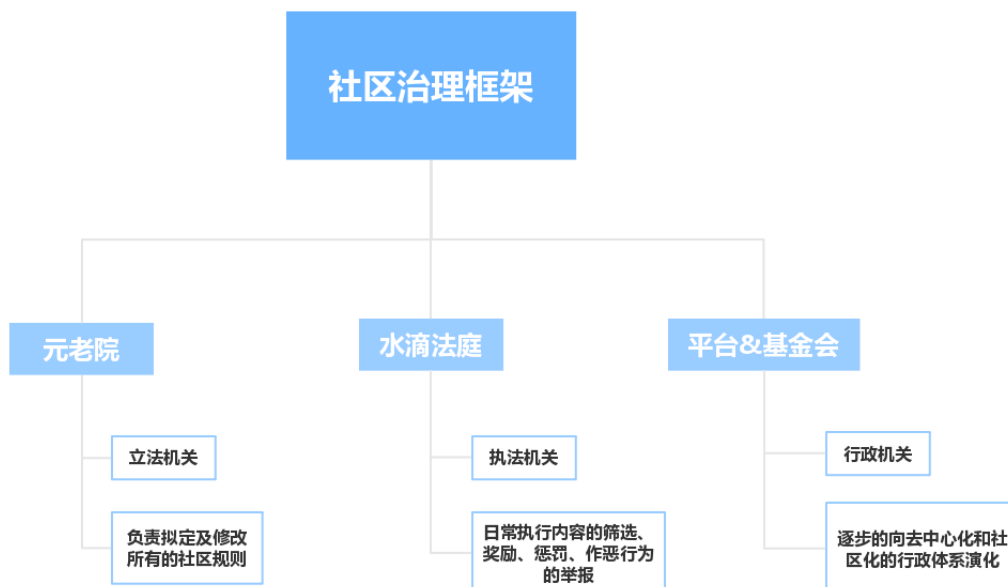 社区治理框架
元老院
水滴法庭
平台&基金会
立法机关
执法机关
行政机关
负责拟定及修改
所有的社区规则
日常执行内容的筛选、
奖励、惩罚、作恶行为
的举报
逐步的向去中心化和社
区化的行政体系演化